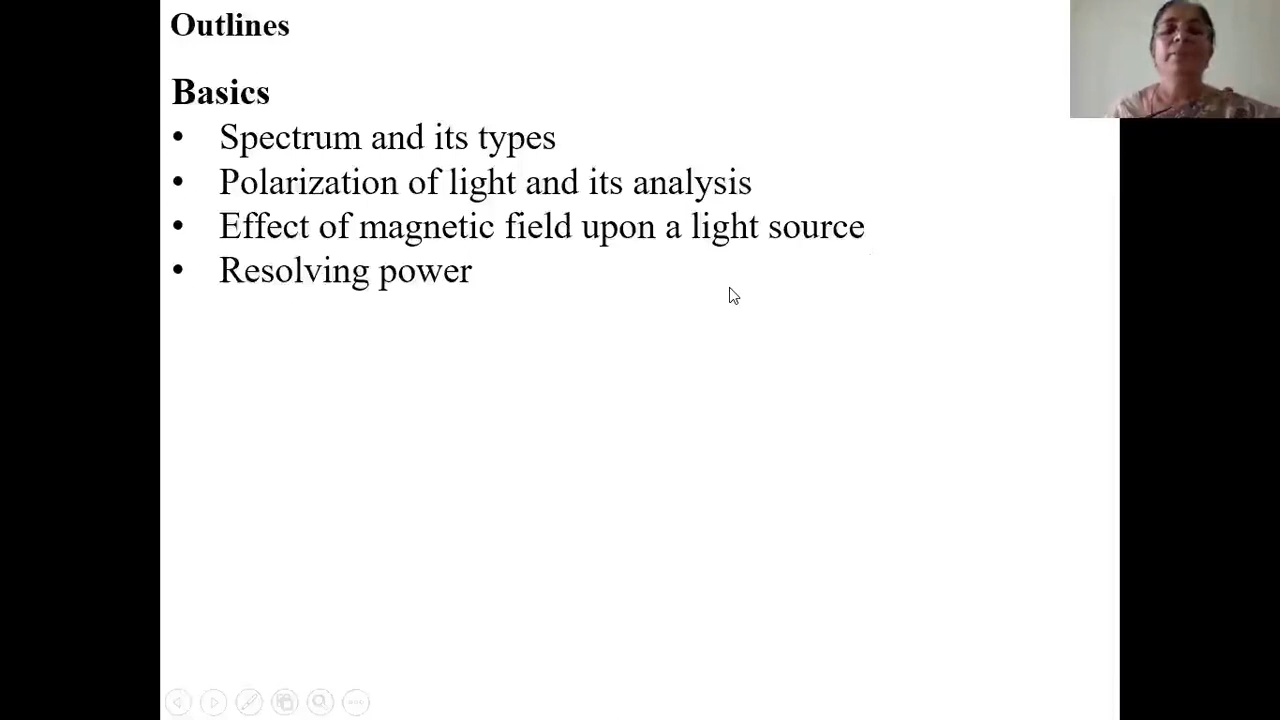 Outlines
Basics
• Spectrum and its types
• Polarization of light and its analysis
• Effect of magnetic field upon a light source
• Resolving power